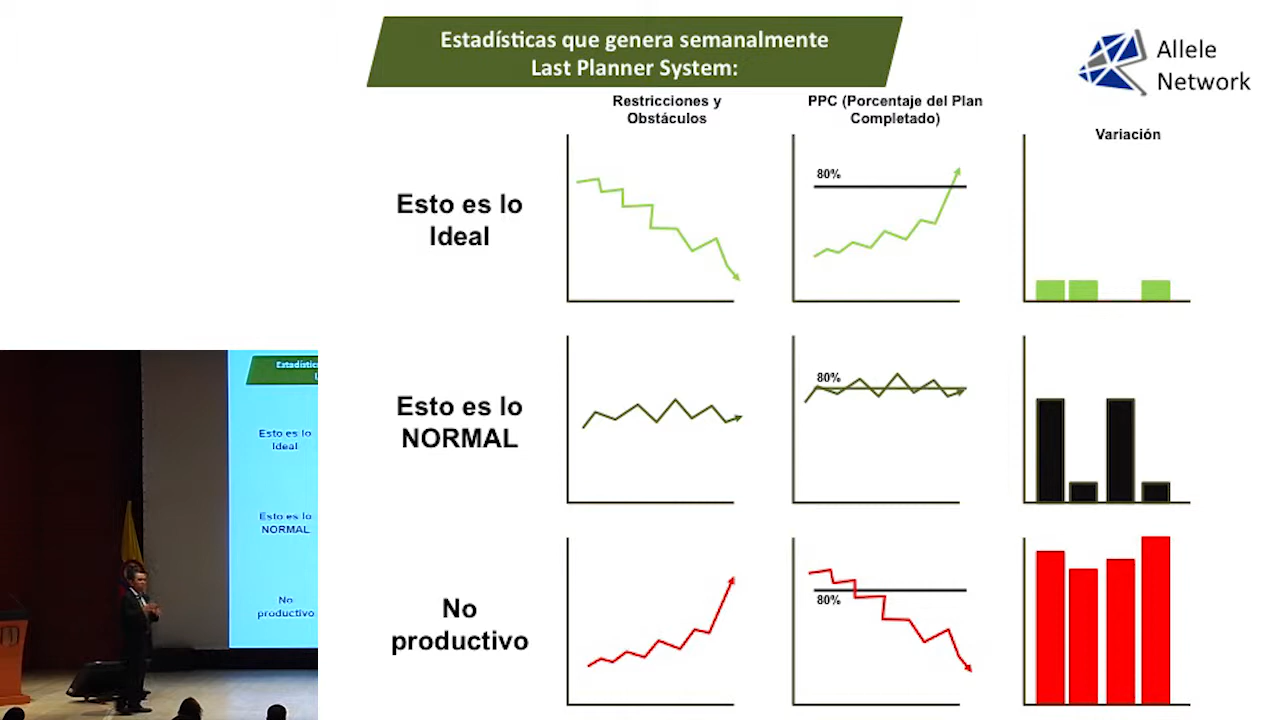 Estadísticas que genera semanalmente
Last Planner System:
Allele
Network
Restricciones y
Obstáculos
PPC (Porcentaje del Plan
Completado)
Variación
Esto es lo
Ideal
80%
Esto es lo
NORMAL
80%
No
productivo
80%
Estadístic
L
Esto es lo
Ideal
Esto es lo
NORMAL
No
productivo